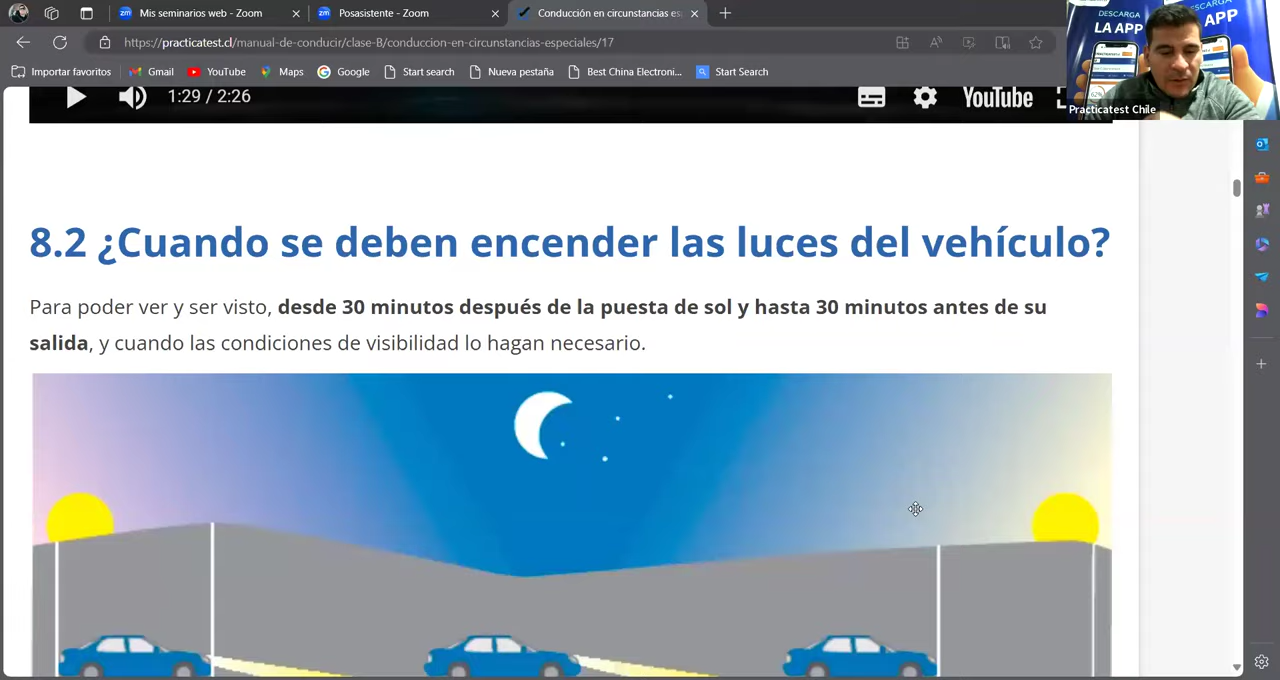 Mis seminarios web - Zoom
Posasistente - Zoom
Conducción en circunstancias es
https://practicatest.cl/manual-de-conducir/clase-B/conduccion-en-circunstancias-especiales/17
Importar favoritos
Gmail
YouTube
Maps
Google
Start search
Nueva pestaña
Best China Electroni...
Start Search
DESCARGA
LA APP
DESCARGA
APP
Practicatest Chile
1:29 / 2:26
YouTube
8.2 ¿Cuando se deben encender las luces del vehículo?
Para poder ver y ser visto, desde 30 minutos después de la puesta de sol y hasta 30 minutos antes de su
salida, y cuando las condiciones de visibilidad lo hagan necesario.